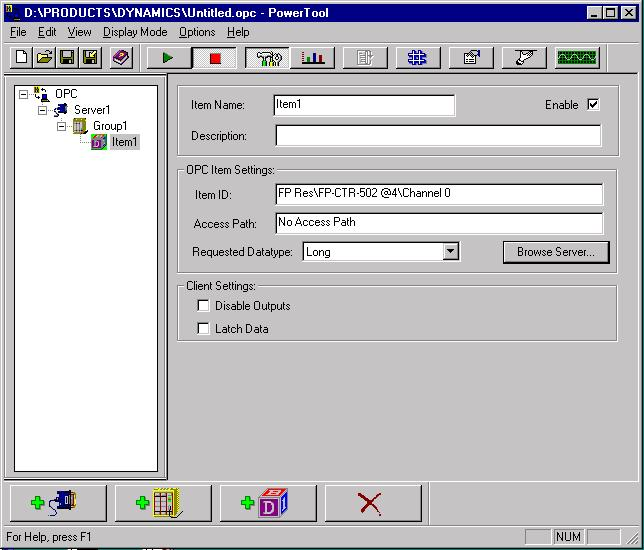 D:\PRODUCTS\DYNAMICS\Untitled.opc - PowerTool
File Edit View Display Mode Options Help
OPC
Server1
Group1
Item1
Item Name: Item1 Enable
Description:
OPC Item Settings:
Item ID: FP Res\FP-CTR-502 @4\Channel 0
Access Path: No Access Path
Requested Datatype: Long Browse Server...
Client Settings:
Disable Outputs
Latch Data
For Help, press F1 NUM